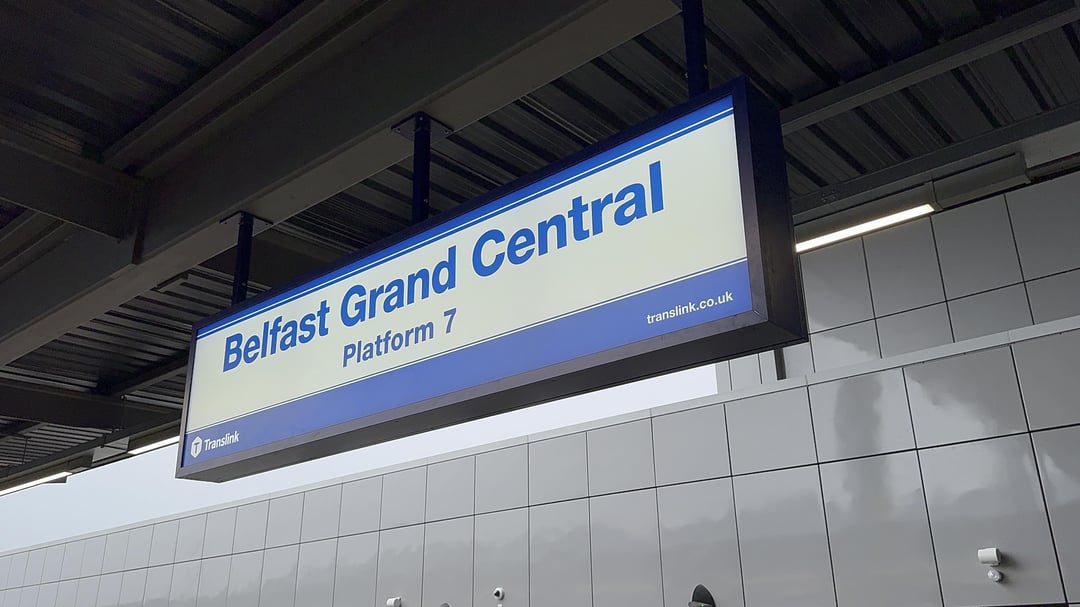 Belfast Grand Central
Platform 7
translink.co.uk
T Translink